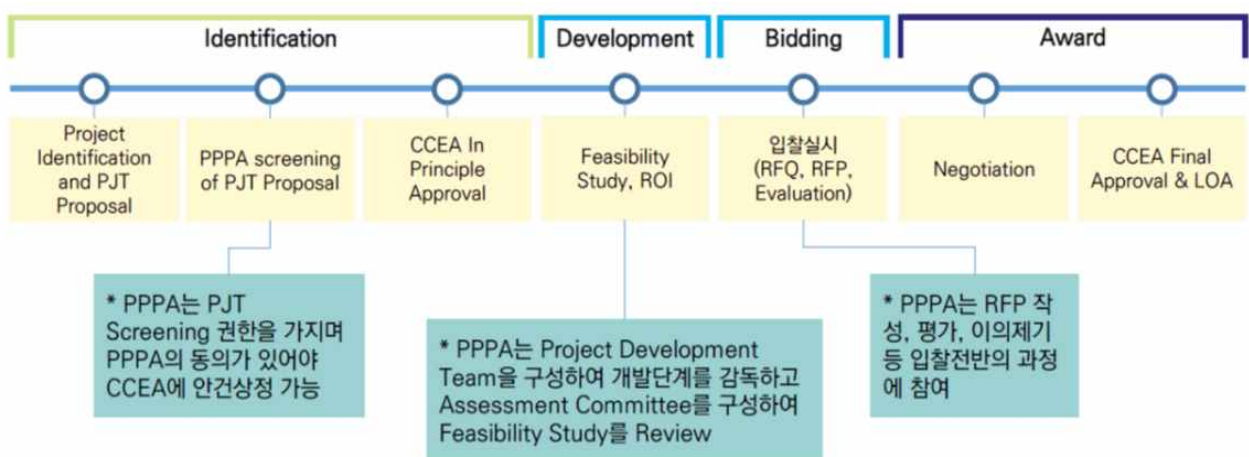 Identification
Development
Bidding
Award
Project
Identification
and PJT
Proposal
PPPA screening
of PJT Proposal
CCEA In
Principle
Approval
Feasibility
Study, ROI
입찰실시
(RFQ, RFP,
Evaluation)
Negotiation
CCEA Final
Approval & LOA
* PPPA는 PJT
Screening 권한을 가지며
PPPA의 동의가 있어야
CCEA에 안건상정 가능
* PPPA는 Project Development
Team을 구성하여 개발단계를 감독하고
Assessment Committee를 구성하여
Feasibility Study를 Review
* PPPA는 RFP 작
성, 평가, 이의제기
등 입찰전반의 과정
에 참여